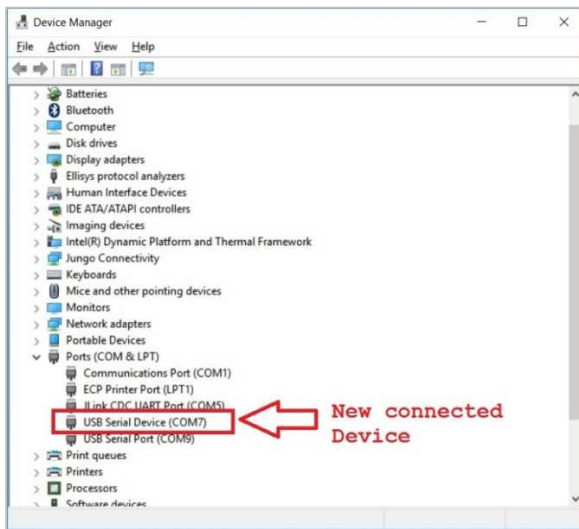 Device Manager
File Action View Help
Batteries
Bluetooth
Computer
Disk drives
Display adapters
Ellisys protocol analyzers
Human Interface Devices
IDE ATA/ATAPI controllers
Imaging devices
Intel(R) Dynamic Platform and Thermal Framework
Jungo Connectivity
Keyboards
Mice and other pointing devices
Monitors
Network adapters
Portable Devices
Ports (COM & LPT)
Communications Port (COM1)
ECP Printer Port (LPT1)
JLink CDC UART Port (COM5)
USB Serial Device (COM7)
USB Serial Port (COM9)
Print queues
Printers
Processors
Software devices
New connected
Device